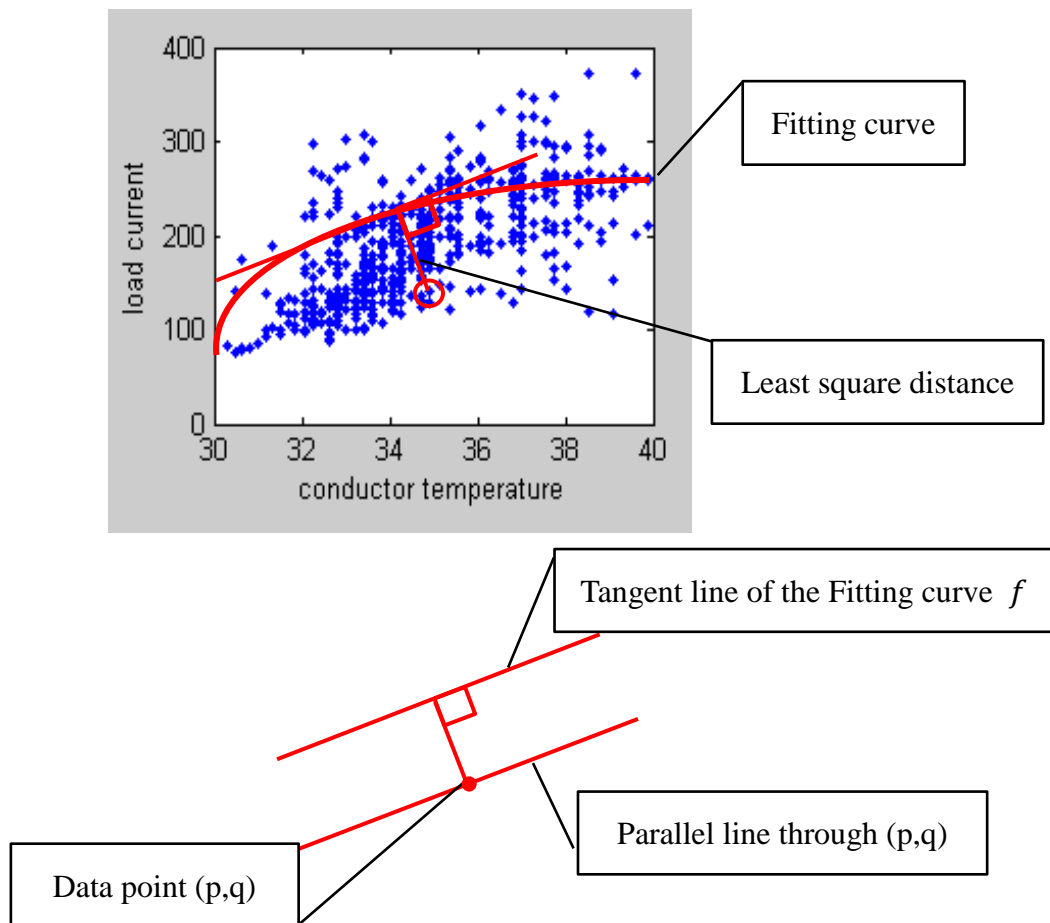 400
300
200
100
0
load current
30 32 34 36 38 40
conductor temperature
Fitting curve
Least square distance
Tangent line of the Fitting curve f
Parallel line through (p,q)
Data point (p,q)